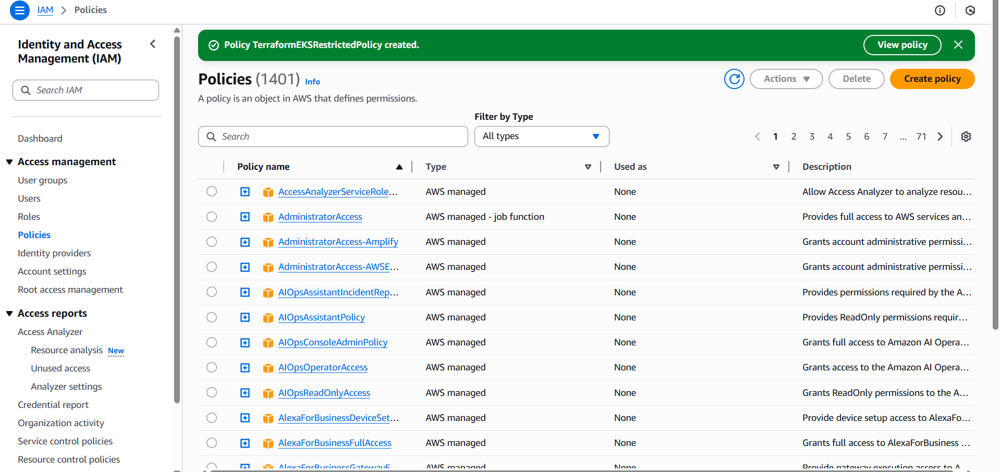 IAM > Policies
Identity and Access
Management (IAM)
Search IAM
Dashboard
Access management
User groups
Users
Roles
Policies
Identity providers
Account settings
Root access management
Access reports
Access Analyzer
Resource analysis New
Unused access
Analyzer settings
Credential report
Organization activity
Service control policies
Resource control policies
Policy TerraformEKSRestrictedPolicy created.
View policy
Policies (1401) Info
Actions
Delete
Create policy
A policy is an object in AWS that defines permissions.
Filter by Type
Search
All types
1 2 3 4 5 6 7 ... 71
Policy name Type Used as Description
AccessAnalyzerServiceRole... AWS managed None Allow Access Analyzer to analyze resou...
AdministratorAccess AWS managed - job function None Provides full access to AWS services an...
AdministratorAccess-Amplify AWS managed None Grants account administrative permissi...
AdministratorAccess-AWSE... AWS managed None Grants account administrative permissi...
AIOpsAssistantIncidentRep... AWS managed None Provides permissions required by the A...
AIOpsAssistantPolicy AWS managed None Provides ReadOnly permissions requir...
AIOpsConsoleAdminPolicy AWS managed None Grants full access to Amazon AI Opera...
AIOpsOperatorAccess AWS managed None Grants access to the Amazon AI Opera...
AIOpsReadOnlyAccess AWS managed None Grants ReadOnly permissions to the A...
AlexaForBusinessDeviceSet... AWS managed None Provide device setup access to AlexaFo...
AlexaForBusinessFullAccess AWS managed None Grants full access to AlexaForBusiness ...
AlexaForBusinessGatewayE... AWS managed None Provide gateway execution access to A...